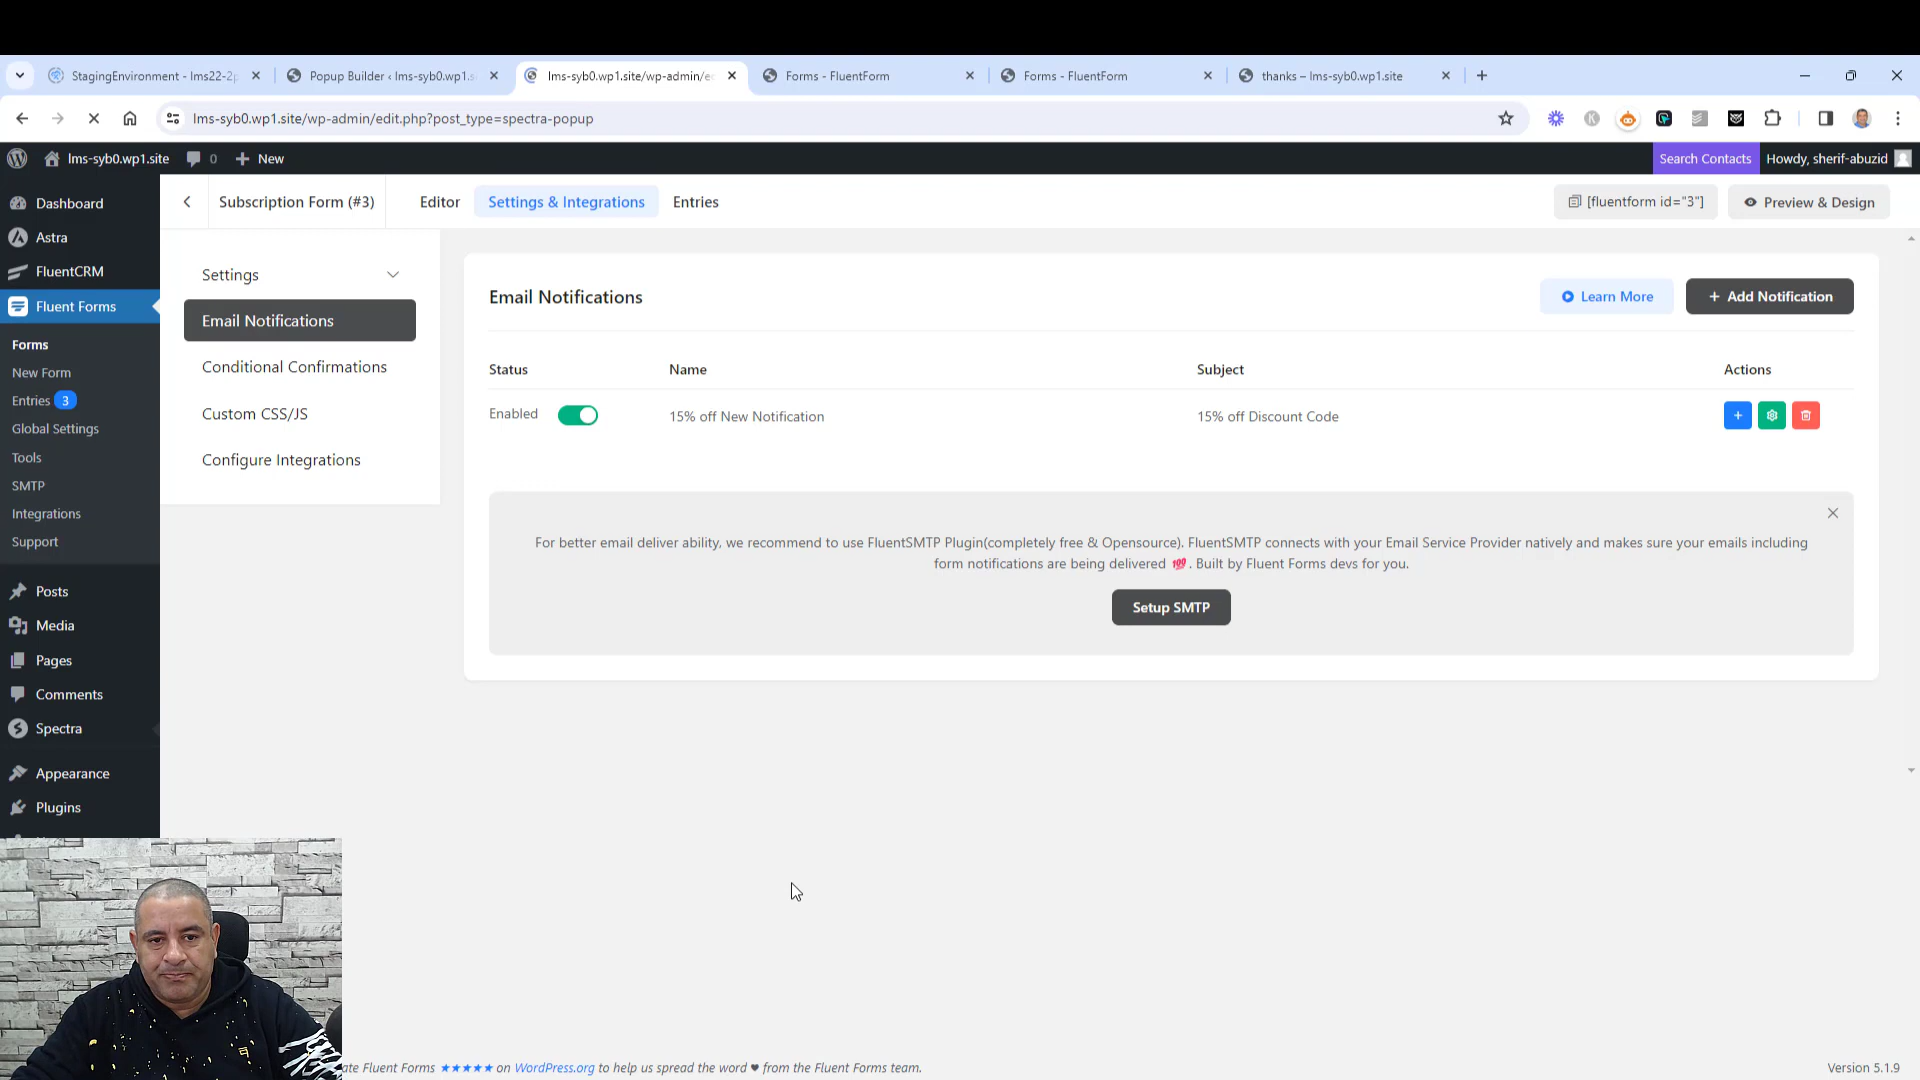 StagingEnvironment - lms22-2p
Popup Builder ‹ lms-syb0.wp1.s
lms-syb0.wp1.site/wp-admin/e
Forms - FluentForm
Forms - FluentForm
thanks – lms-syb0.wp1.site
lms-syb0.wp1.site/wp-admin/edit.php?post_type=spectra-popup
lms-syb0.wp1.site
0
New
Search Contacts
Howdy, sherif-abuzid
Dashboard
Astra
FluentCRM
Fluent Forms
Forms
New Form
Entries 3
Global Settings
Tools
SMTP
Integrations
Support
Posts
Media
Pages
Comments
Spectra
Appearance
Plugins
Subscription Form (#3)
Editor
Settings & Integrations
Entries
[fluentform id="3"]
Preview & Design
Settings
Email Notifications
Conditional Confirmations
Custom CSS/JS
Configure Integrations
Email Notifications
Learn More
+ Add Notification
Status
Name
Subject
Actions
Enabled
15% off New Notification
15% off Discount Code
For better email deliver ability, we recommend to use FluentSMTP Plugin(completely free & Opensource). FluentSMTP connects with your Email Service Provider natively and makes sure your emails including
form notifications are being delivered 💯. Built by Fluent Forms devs for you.
Setup SMTP
ate Fluent Forms ★★★★★ on WordPress.org to help us spread the word ♥ from the Fluent Forms team.
Version 5.1.9